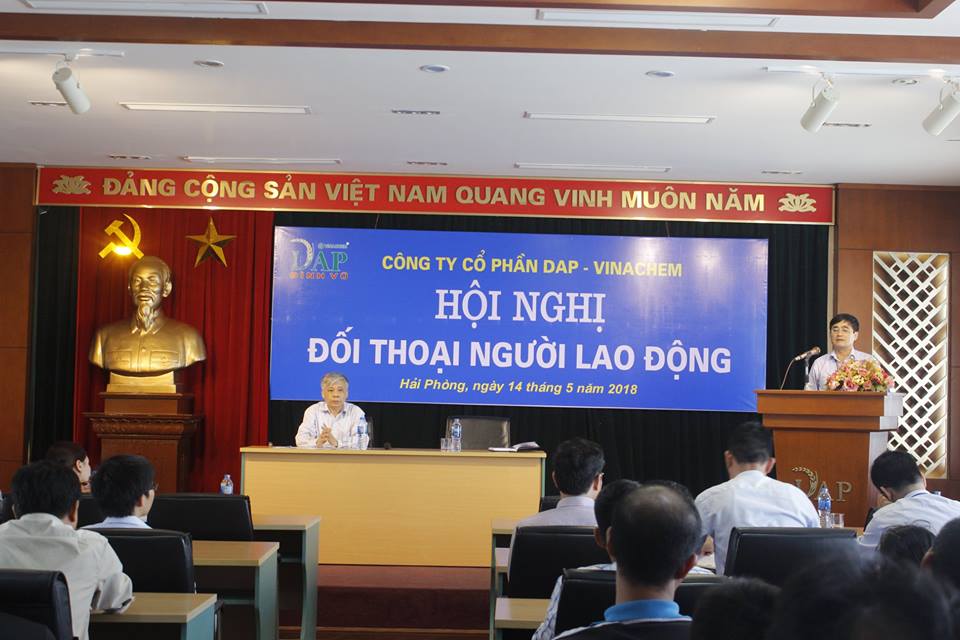 ĐẢNG CỘNG SẢN VIỆT NAM QUANG VINH MUÔN NĂM
VINACHEM
DAP
ĐÌNH VŨ
CÔNG TY CỔ PHẦN DAP - VINACHEM
HỘI NGHỊ
ĐỐI THOẠI NGƯỜI LAO ĐỘNG
Hải Phòng, ngày 14 tháng 5 năm 2018
DAP